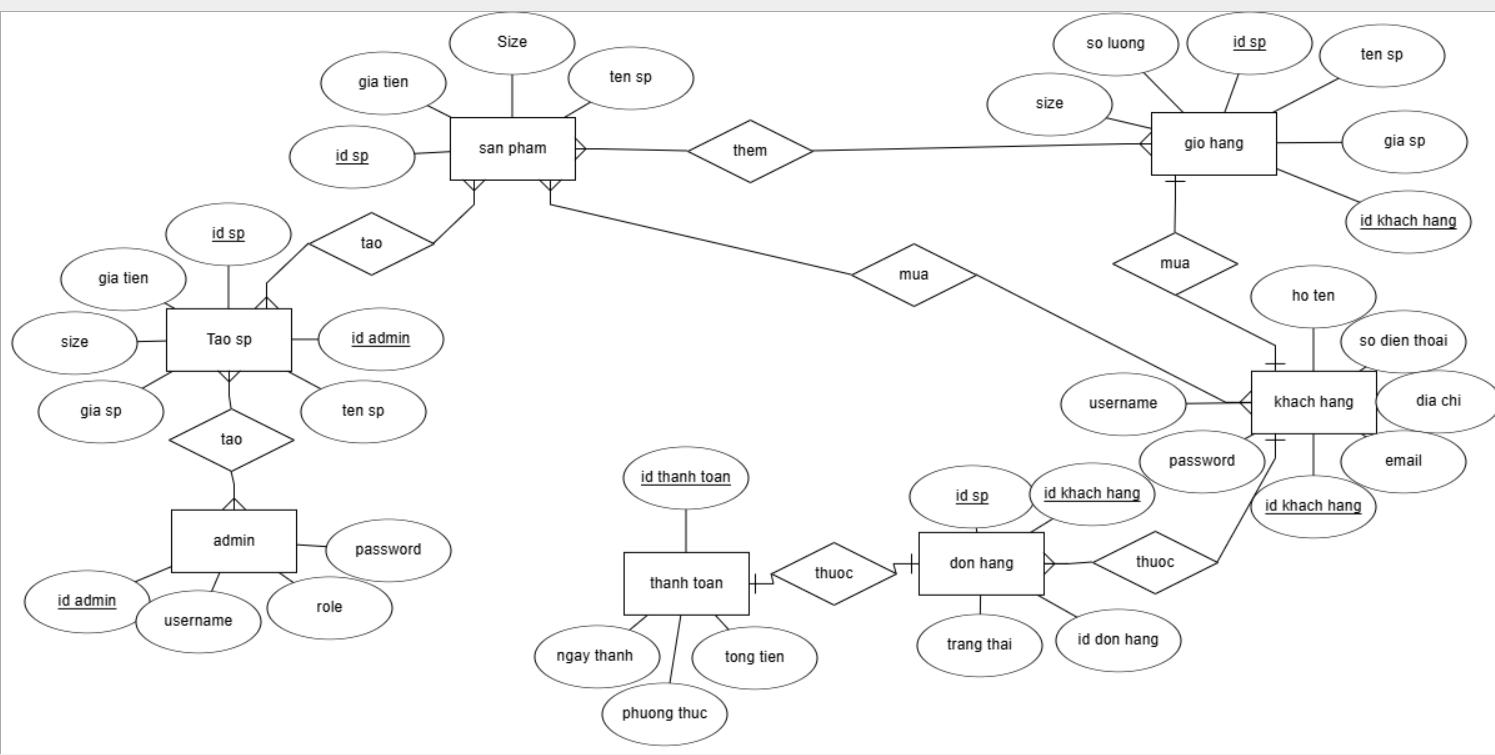 Size
gia tien
ten sp
id sp
san pham
them
so luong
id sp
ten sp
size
gio hang
gia sp
id khach hang
tao
mua
mua
id sp
gia tien
size
Tao sp
id admin
gia sp
ten sp
tao
admin
password
id admin
username
role
ho ten
so dien thoai
username
khach hang
dia chi
password
email
id khach hang
id thanh toan
id sp
id khach hang
thanh toan
thuoc
don hang
thuoc
ngay thanh
tong tien
phuong thuc
trang thai
id don hang